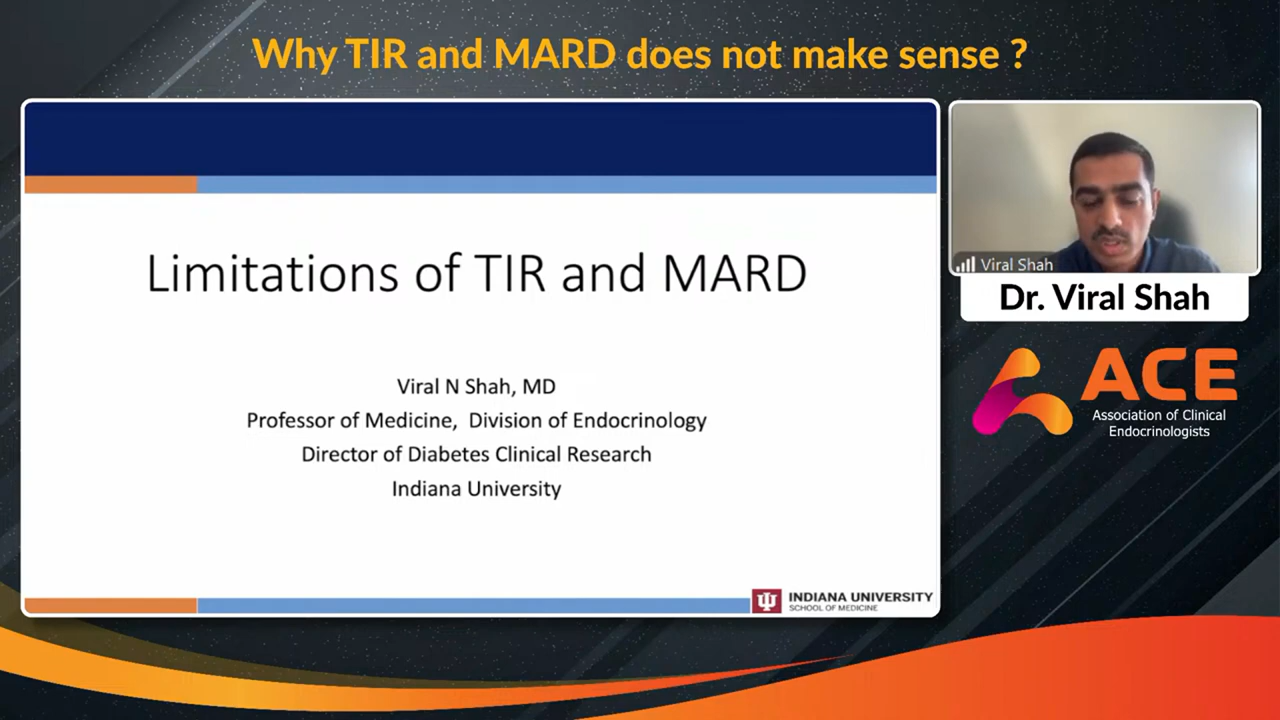 Why TIR and MARD does not make sense ?
Limitations of TIR and MARD
Viral N Shah, MD
Professor of Medicine, Division of Endocrinology
Director of Diabetes Clinical Research
Indiana University
INDIANA UNIVERSITY
SCHOOL OF MEDICINE
Viral Shah
Dr. Viral Shah
ACE
Association of Clinical
Endocrinologists